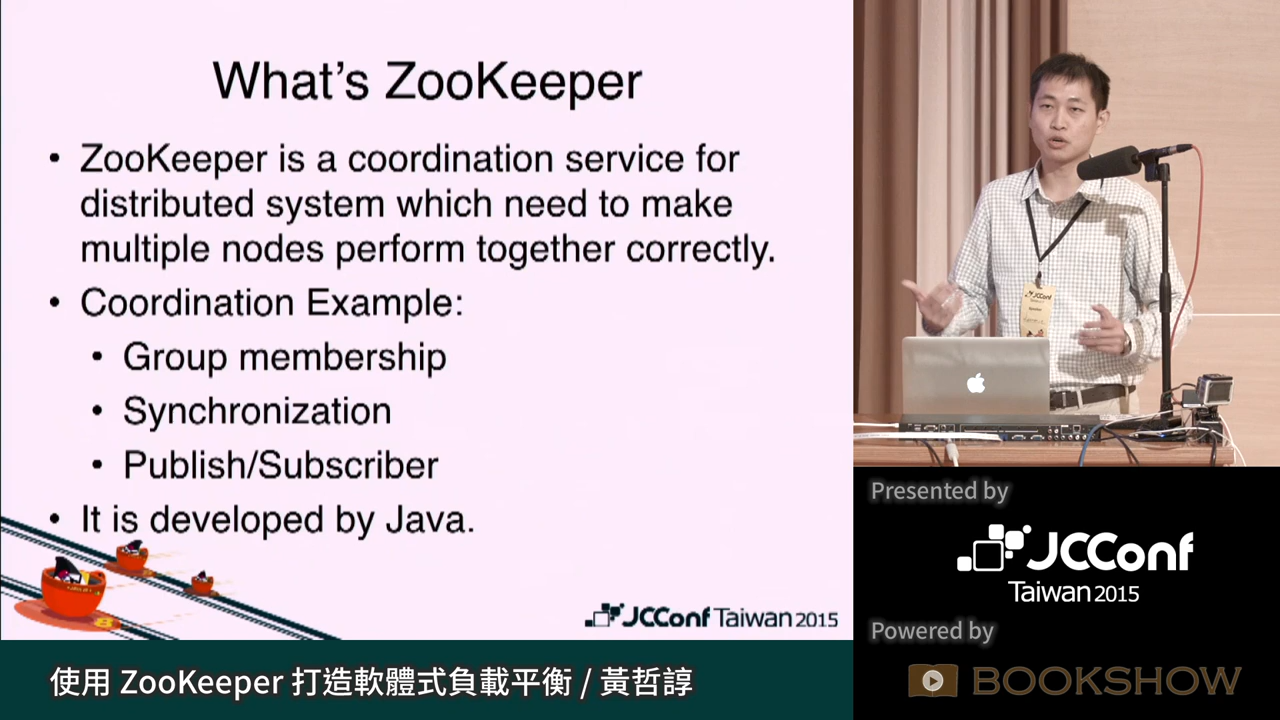 What's ZooKeeper
• ZooKeeper is a coordination service for
distributed system which need to make
multiple nodes perform together correctly.
• Coordination Example:
• Group membership
• Synchronization
• Publish/Subscriber
• It is developed by Java.
JCConf Taiwan 2015
使用 ZooKeeper 打造軟體式負載平衡 / 黃哲諄
JCConf
Presented by
JCConf
Taiwan 2015
Powered by
BOOKSHOW